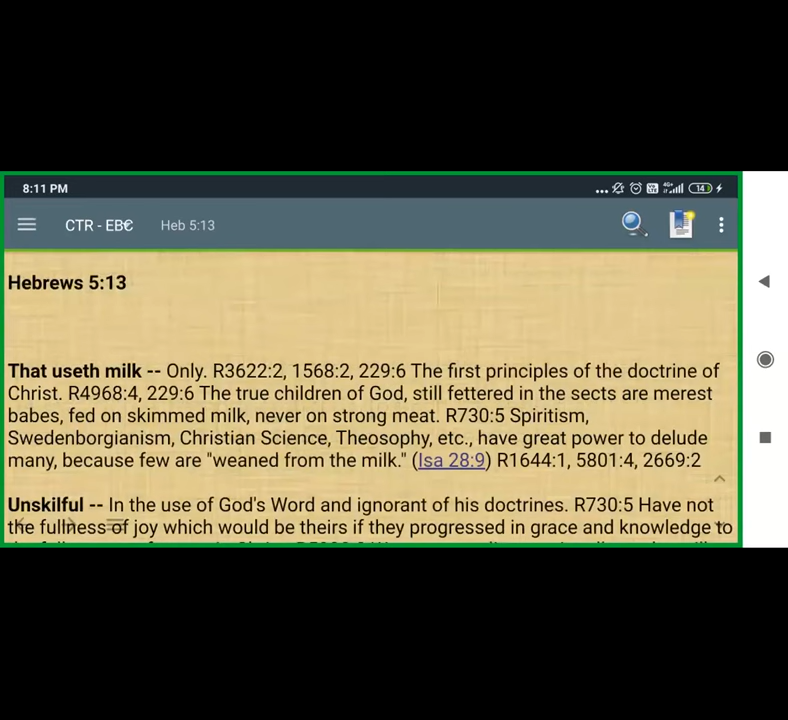 8:11 PM
14
CTR - EB€ Heb 5:13
Hebrews 5:13
That useth milk -- Only. R3622:2, 1568:2, 229:6 The first principles of the doctrine of
Christ. R4968:4, 229:6 The true children of God, still fettered in the sects are merest
babes, fed on skimmed milk, never on strong meat. R730:5 Spiritism,
Swedenborgianism, Christian Science, Theosophy, etc., have great power to delude
many, because few are "weaned from the milk." (Isa 28:9) R1644:1, 5801:4, 2669:2
Unskilful -- In the use of God's Word and ignorant of his doctrines. R730:5 Have not
the fullness of joy which would be theirs if they progressed in grace and knowledge to